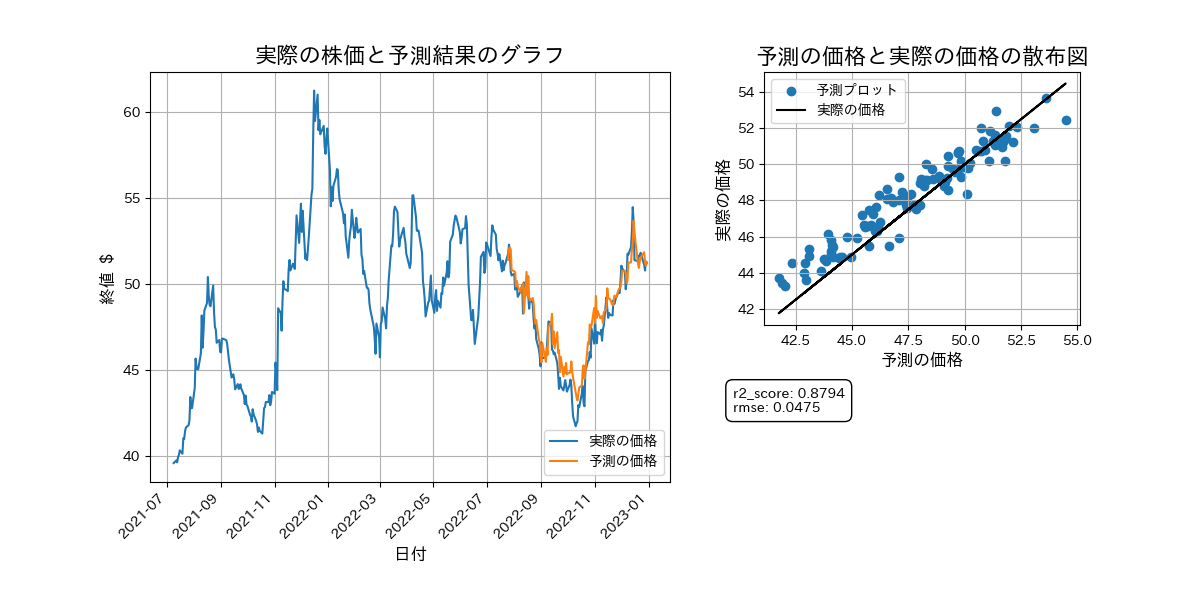 実際の株価と予測結果のグラフ
終値 $
60
55
50
45
40
2021-07
2021-09
2021-11
2022-01
2022-03
2022-05
2022-07
2022-09
2022-11
2023-01
日付
実際の価格
予測の価格
予測の価格と実際の価格の散布図
実際の価格
54
52
50
48
46
44
42
42.5
45.0
47.5
50.0
52.5
55.0
予測の価格
予測プロット
実際の価格
r2_score: 0.8794
rmse: 0.0475